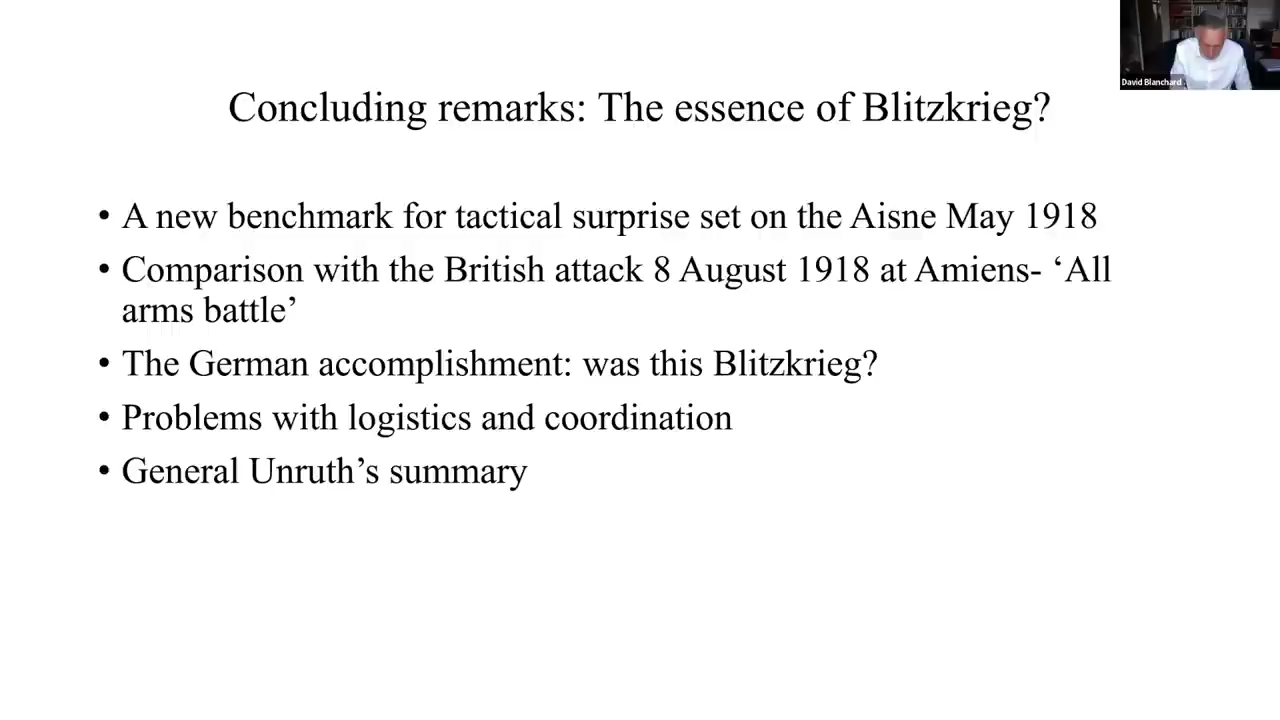 David Blanchard
Concluding remarks: The essence of Blitzkrieg?
• A new benchmark for tactical surprise set on the Aisne May 1918
• Comparison with the British attack 8 August 1918 at Amiens- ‘All
arms battle’
• The German accomplishment: was this Blitzkrieg?
• Problems with logistics and coordination
• General Unruth’s summary